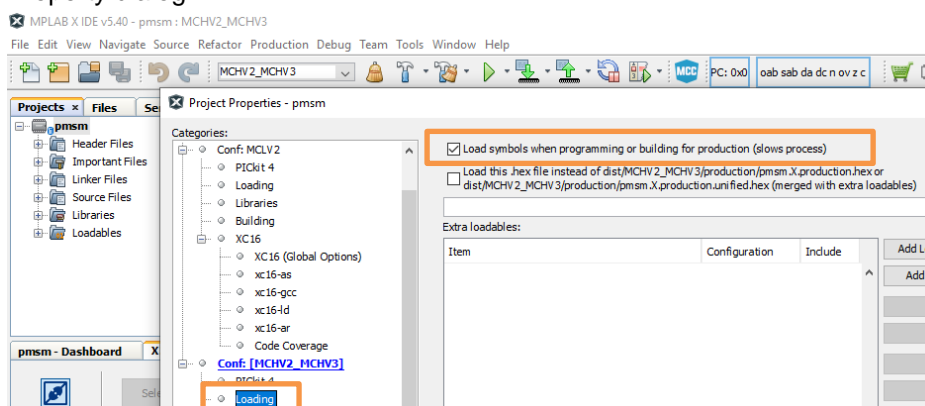 MPLAB X IDE v5.40 - pmsm : MCHV2_MCHV3
File Edit View Navigate Source Refactor Production Debug Team Tools Window Help
MCHV2_MCHV3
MCC
PC: 0x0
oab sab da dc n ov z c
Projects × Files
pmsm
Header Files
Important Files
Linker Files
Source Files
Libraries
Loadables
Project Properties - pmsm
Categories:
Conf: MCLV2
PICkit 4
Loading
Libraries
Building
XC16
XC16 (Global Options)
xc16-as
xc16-gcc
xc16-ld
xc16-ar
Code Coverage
Conf: [MCHV2_MCHV3]
PICkit 4
Loading
Load symbols when programming or building for production (slows process)
Load this .hex file instead of dist/MCHV2_MCHV3/production/pmsm.X.production.hex or
dist/MCHV2_MCHV3/production/pmsm.X.production.unified.hex (merged with extra loadables)
Extra loadables:
Item Configuration Include
Add
Add
pmsm - Dashboard